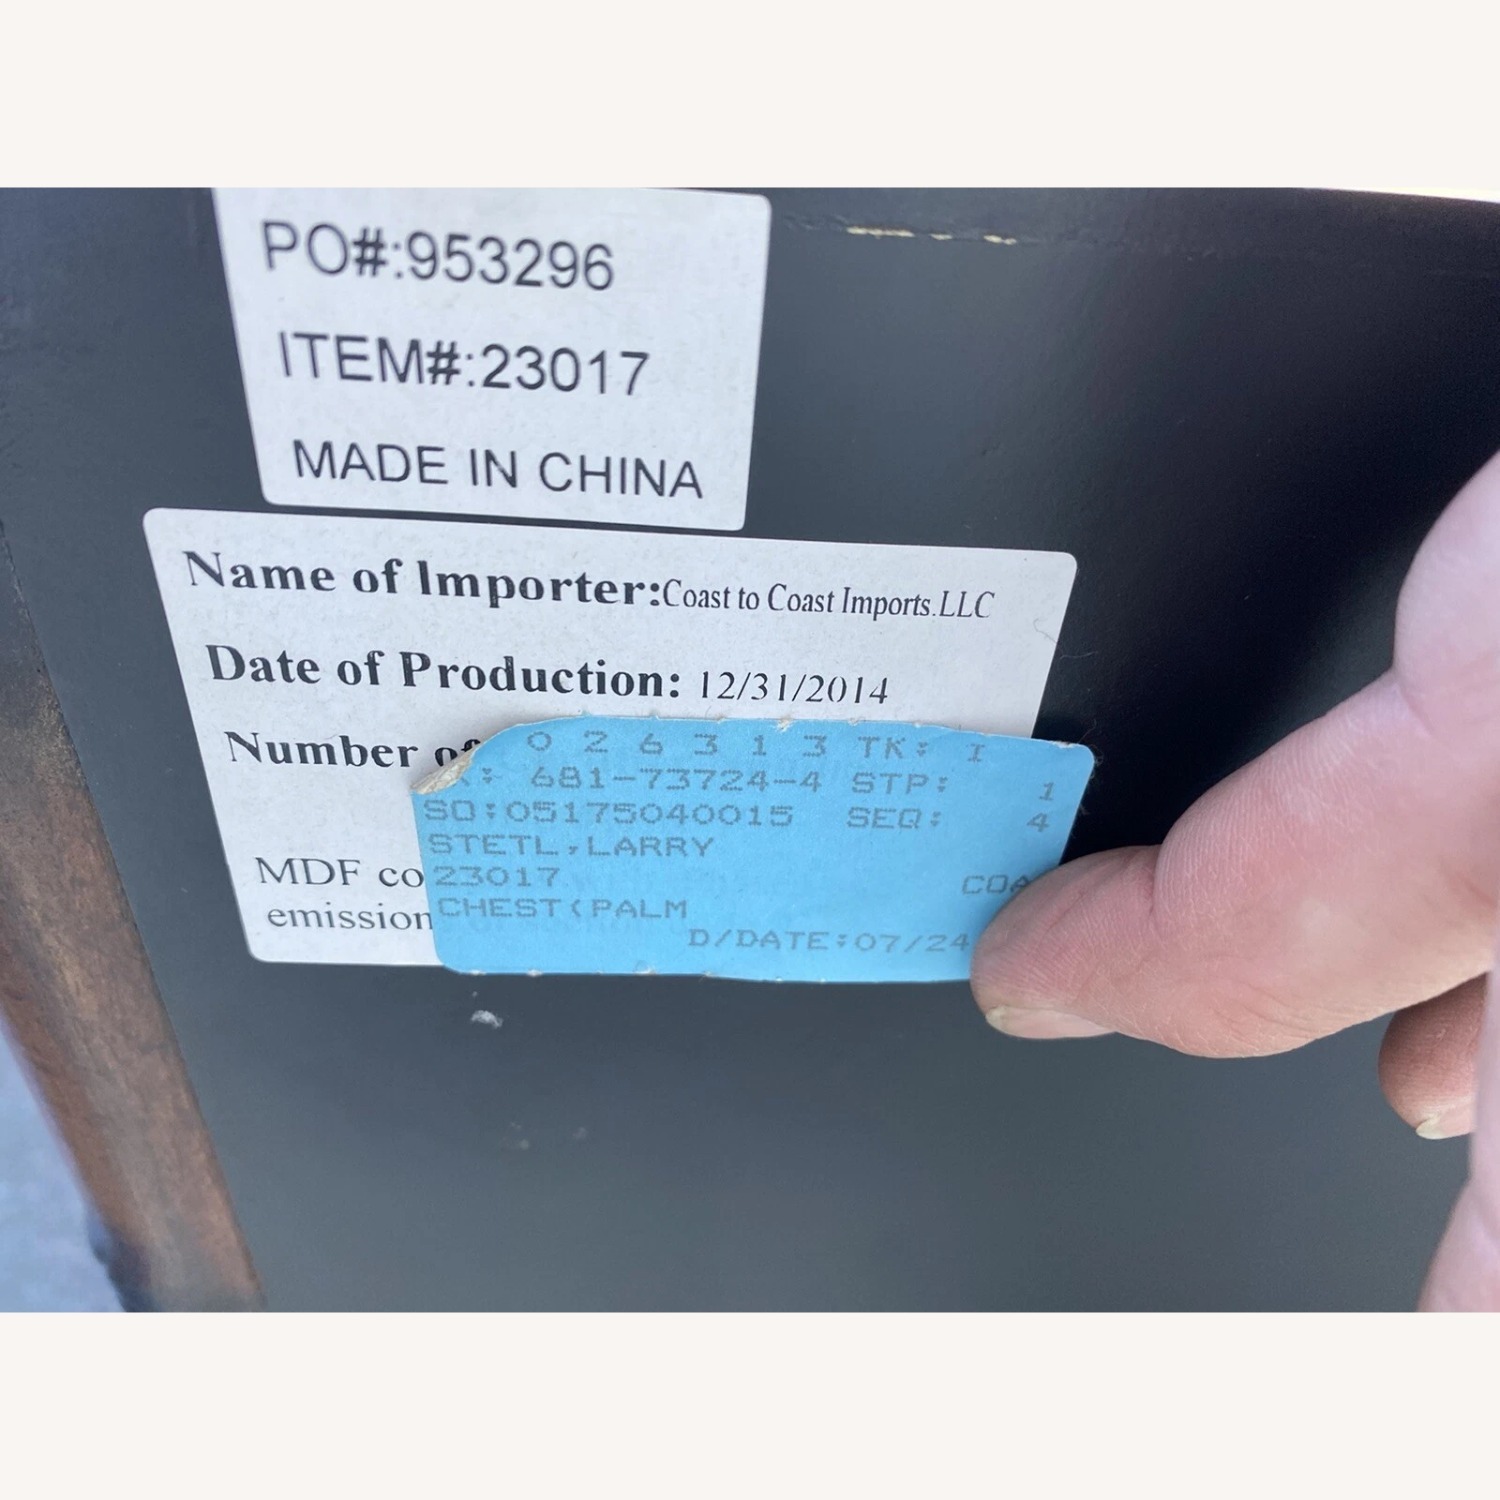 PO#:953296
ITEM#:23017
MADE IN CHINA
Name of Importer:Coast to Coast Imports.LLC
Date of Production: 12/31/2014
Number of
MDF co
emission
0 2 6 3 1 3 TK: I
: 681-73724-4 STP: 1
SO:05175040015 SEQ: 4
STETL,LARRY
23017 COA
CHEST(PALM
D/DATE:07/24